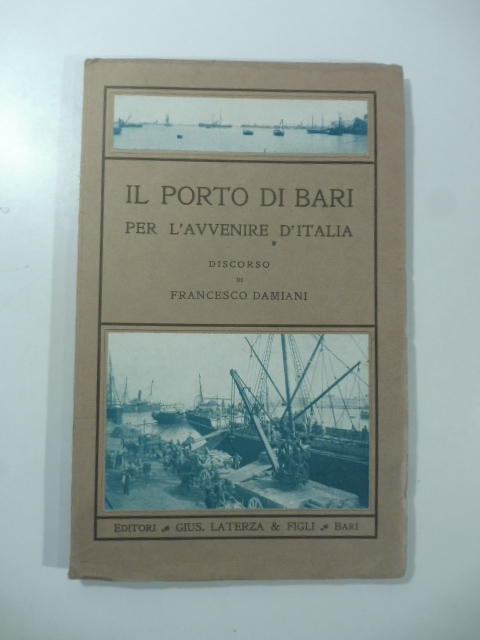 IL PORTO DI BARI
PER L'AVVENIRE D'ITALIA
DISCORSO
DI
FRANCESCO DAMIANI
EDITORI GIUS. LATERZA & FIGLI BARI